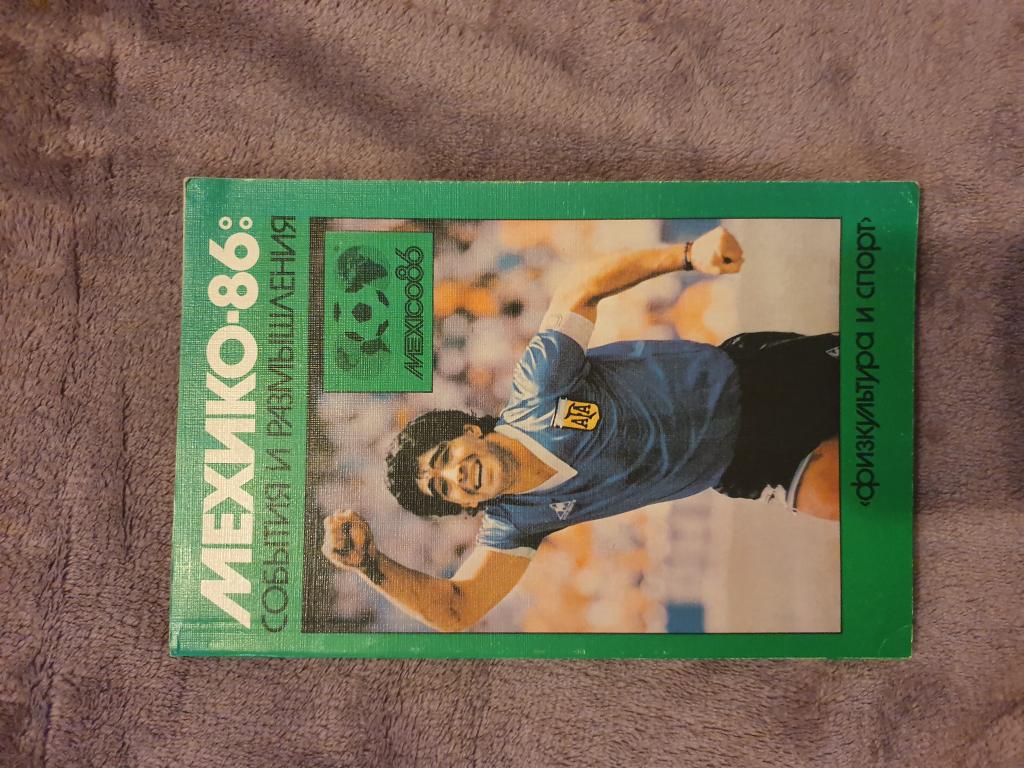 МЕХИКО·86:
СОБЫТИЯ И РАЗМЫШЛЕНИЯ
MEXICO86
AFA
‹ФИЗКУЛЬТУРА И СПОРТ›